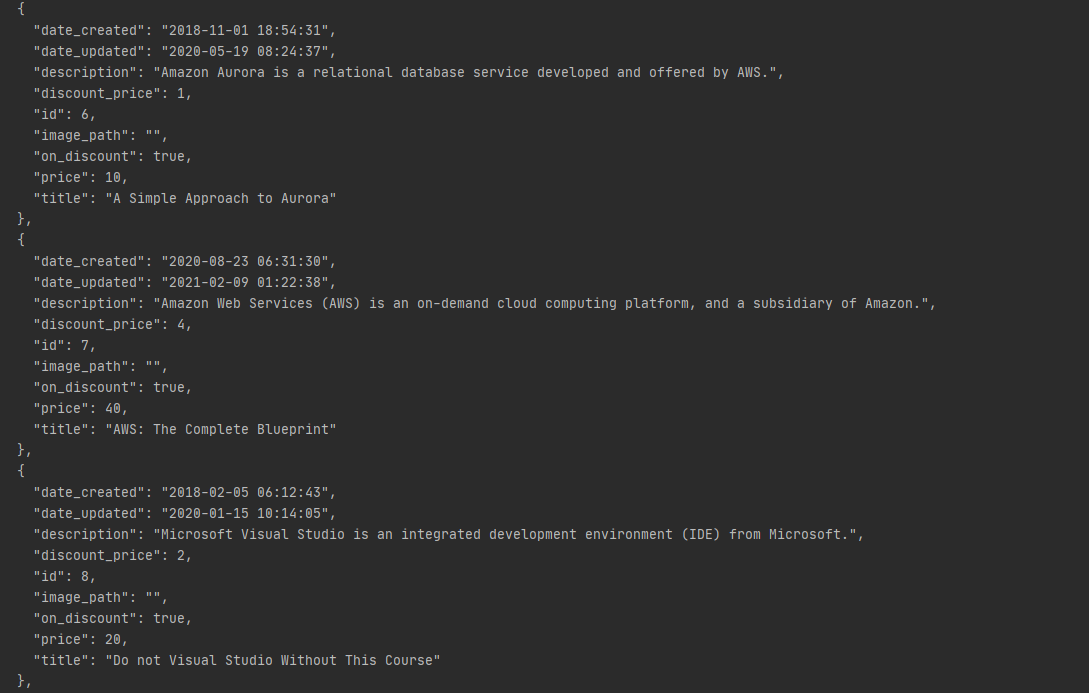 {
"date_created": "2018-11-01 18:54:31",
"date_updated": "2020-05-19 08:24:37",
"description": "Amazon Aurora is a relational database service developed and offered by AWS.",
"discount_price": 1,
"id": 6,
"image_path": "",
"on_discount": true,
"price": 10,
"title": "A Simple Approach to Aurora"
},
{
"date_created": "2020-08-23 06:31:30",
"date_updated": "2021-02-09 01:22:38",
"description": "Amazon Web Services (AWS) is an on-demand cloud computing platform, and a subsidiary of Amazon.",
"discount_price": 4,
"id": 7,
"image_path": "",
"on_discount": true,
"price": 40,
"title": "AWS: The Complete Blueprint"
},
{
"date_created": "2018-02-05 06:12:43",
"date_updated": "2020-01-15 10:14:05",
"description": "Microsoft Visual Studio is an integrated development environment (IDE) from Microsoft.",
"discount_price": 2,
"id": 8,
"image_path": "",
"on_discount": true,
"price": 20,
"title": "Do not Visual Studio Without This Course"
},